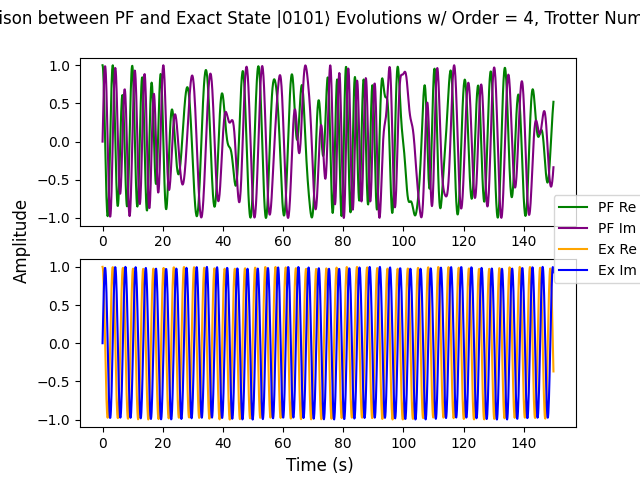 ison between PF and Exact State |0101⟩ Evolutions w/ Order = 4, Trotter Num
1.0
0.5
0.0
−0.5
−1.0
0 20 40 60 80 100 120 140
PF Re
PF Im
Ex Re
Ex Im
Amplitude
1.0
0.5
0.0
−0.5
−1.0
0 20 40 60 80 100 120 140
Time (s)